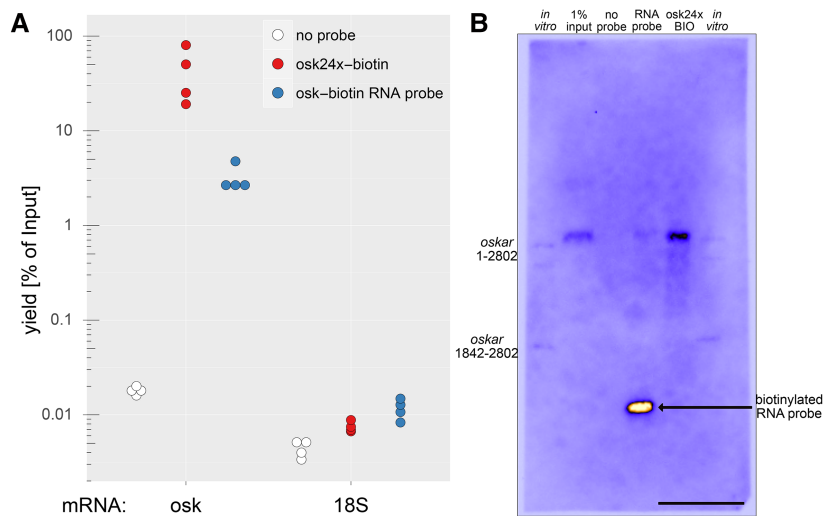 A
no probe
osk24x–biotin
osk–biotin RNA probe
yield [% of Input]
100
10
1
0.1
0.01
mRNA: osk 18S
B
in vitro
1% input
no probe
RNA probe
osk24x BIO
in vitro
oskar
1-2802
oskar
1842-2802
biotinylated
RNA probe